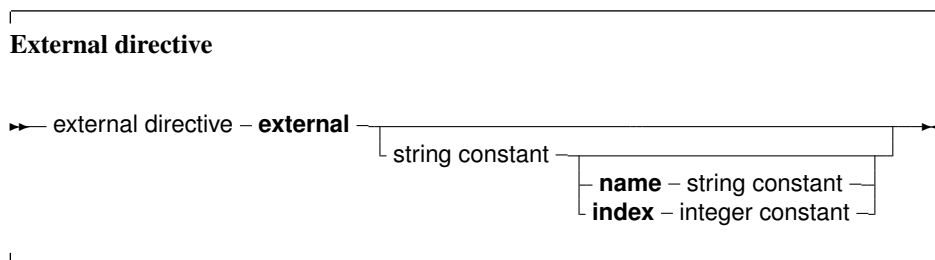 External directive
external directive – external
string constant
name – string constant
index – integer constant